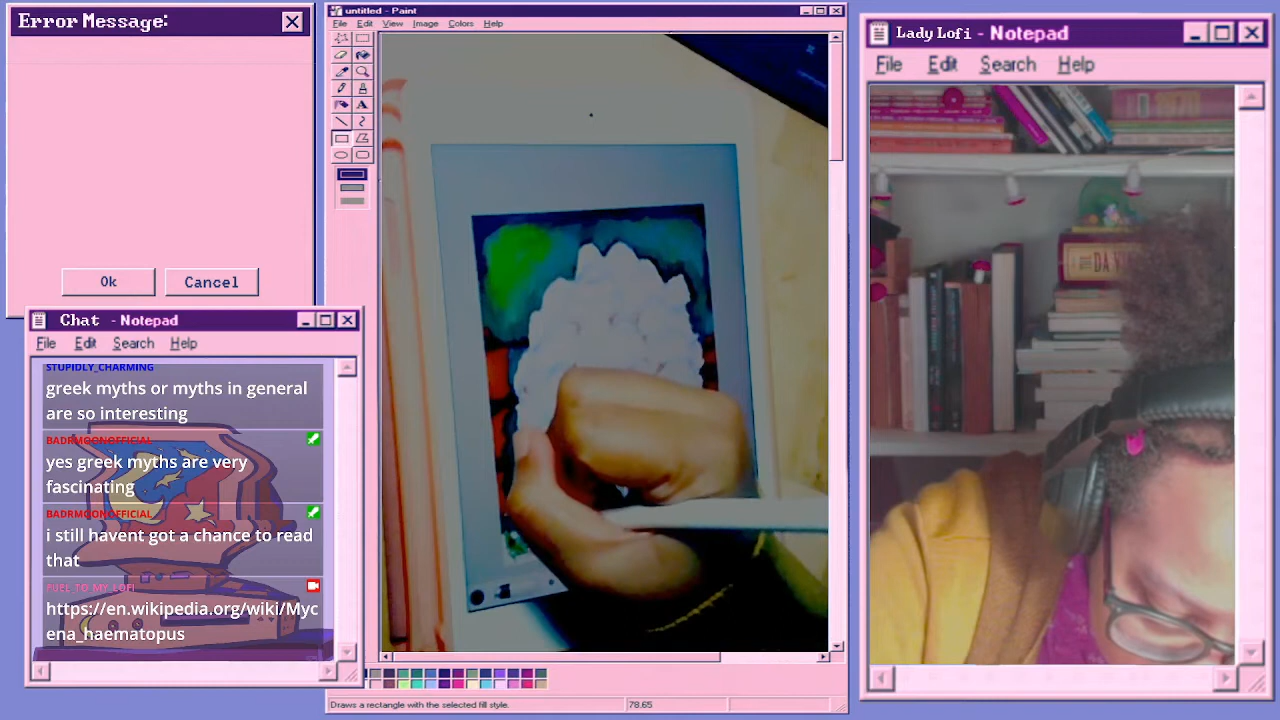 Error Message:
Ok
Cancel
Chat - Notepad
File Edit Search Help
STUPIDLY_CHARMING
greek myths or myths in general
are so interesting
BADRMOONOFFICIAL
yes greek myths are very
fascinating
BADRMOONOFFICIAL
i still havent got a chance to read
that
FUEL_TO_MY_LOFI
https://en.wikipedia.org/wiki/Myc
ena_haematopus
untitled - Paint
File Edit View Image Colors Help
A
Draws a rectangle with the selected fill style.
78.65
Lady Lofi - Notepad
File Edit Search Help